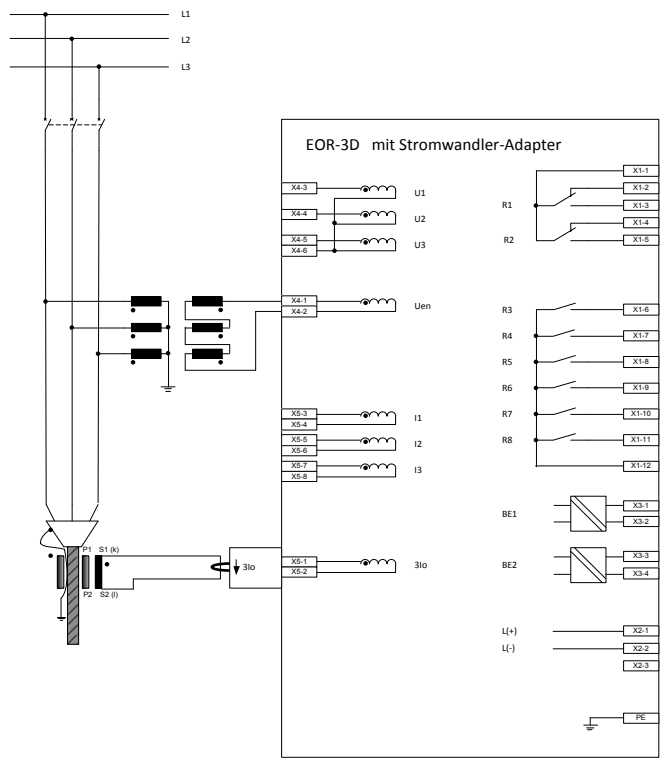 L1
L2
L3
EOR-3D mit Stromwandler-Adapter
X4-3
U1
X4-4
U2
X4-5
U3
X4-6
X4-1
Uen
X4-2
X5-3
I1
X5-4
X5-5
I2
X5-6
X5-7
I3
X5-8
P1 S1 (k)
P2 S2 (l)
3Io
X5-1
3Io
X5-2
X1-1
X1-2
R1
X1-3
X1-4
R2
X1-5
R3
X1-6
R4
X1-7
R5
X1-8
R6
X1-9
R7
X1-10
R8
X1-11
X1-12
BE1
X3-1
X3-2
BE2
X3-3
X3-4
L(+)
X2-1
L(-)
X2-2
X2-3
PE